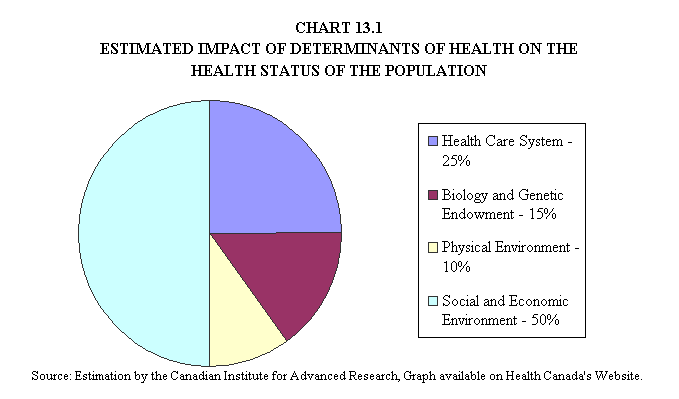 CHART 13.1
ESTIMATED IMPACT OF DETERMINANTS OF HEALTH ON THE
HEALTH STATUS OF THE POPULATION
Health Care System -
25%
Biology and Genetic
Endowment - 15%
Physical Environment -
10%
Social and Economic
Environment - 50%
Source: Estimation by the Canadian Institute for Advanced Research, Graph available on Health Canada's Website.